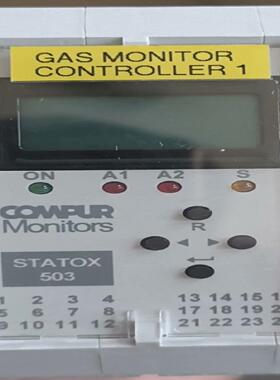 GAS MONITOR
CONTROLLER 1
ON A1 A2 S
COMPUR
Monitors
R
STATOX
503
1 2 3 4 13 14 15
5 6 7 8 17 18 19
9 10 11 12 21 22 23